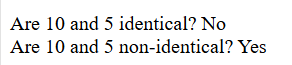 Are 10 and 5 identical? No
Are 10 and 5 non-identical? Yes